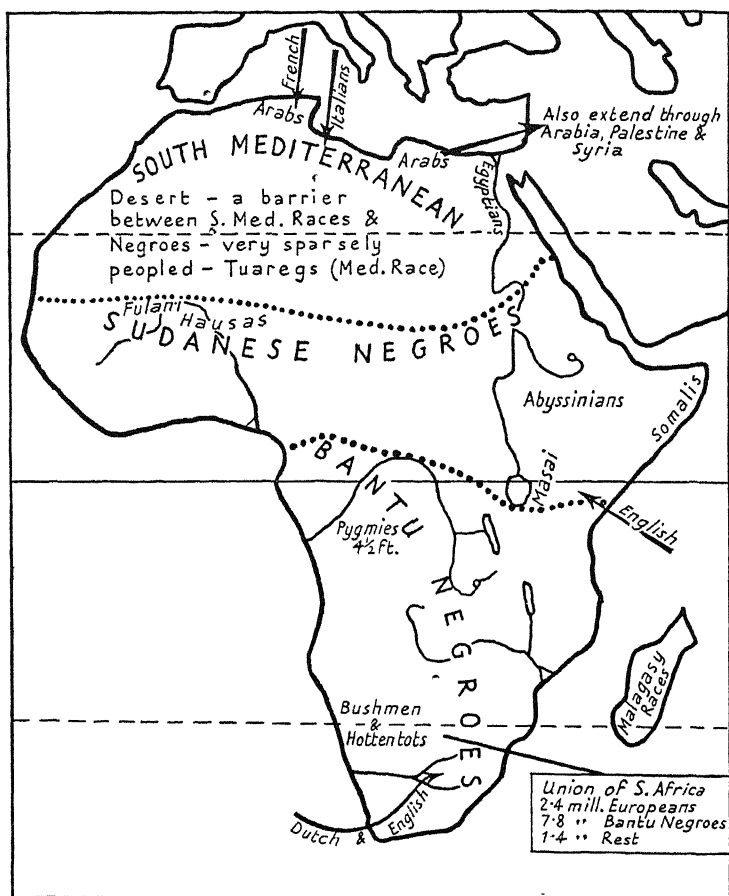 French
Italians
Arabs
Also extend through
Arabia, Palestine &
Syria
SOUTH MEDITERRANEAN
Arabs
Egyptians
Desert – a barrier
between S. Med. Races &
Negroes – very sparsely
peopled – Tuaregs (Med. Race)
Fulani
Hausas
SUDANESE NEGROES
Abyssinians
Somalis
BANTU NEGROES
Masai
English
Pygmies
4½ ft.
Malagasy
Races
Bushmen
&
Hottentots
Union of S. Africa
2·4 mill. Europeans
7·8 " Bantu Negroes
1·4 " Rest
Dutch & English